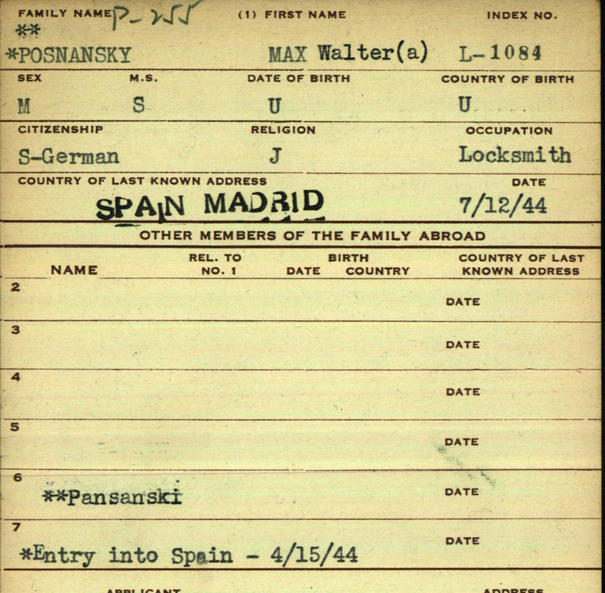 FAMILY NAME P-255 (1) FIRST NAME INDEX NO.
**
*POSNANSKY MAX Walter(a) L-1084
SEX M.S. DATE OF BIRTH COUNTRY OF BIRTH
M S U U
CITIZENSHIP RELIGION OCCUPATION
S-German J Locksmith
COUNTRY OF LAST KNOWN ADDRESS DATE
SPAIN MADRID 7/12/44
OTHER MEMBERS OF THE FAMILY ABROAD
NAME REL. TO NO. 1 BIRTH DATE COUNTRY COUNTRY OF LAST KNOWN ADDRESS
2 DATE
3 DATE
4 DATE
5 DATE
6 **Pansanski DATE
7 DATE
*Entry into Spain - 4/15/44
APPLICANT ADDRESS